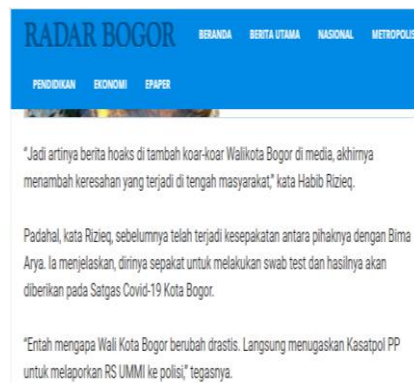 RADAR BOGOR
BERANDA BERITA UTAMA NASIONAL METROPOLIS
PENDIDIKAN EKONOMI EPAPER
"Jadi artinya berita hoaks di tambah koar-koar Walikota Bogor di media, akhirnya
menambah keresahan yang terjadi di tengah masyarakat," kata Habib Rizieq.
Padahal, kata Rizieq, sebelumnya telah terjadi kesepakatan antara pihaknya dengan Bima
Arya. Ia menjelaskan, dirinya sepakat untuk melakukan swab test dan hasilnya akan
diberikan pada Satgas Covid-19 Kota Bogor.
"Entah mengapa Wali Kota Bogor berubah drastis. Langsung menugaskan Kasatpol PP
untuk melaporkan RS UMMI ke polisi," tegasnya.